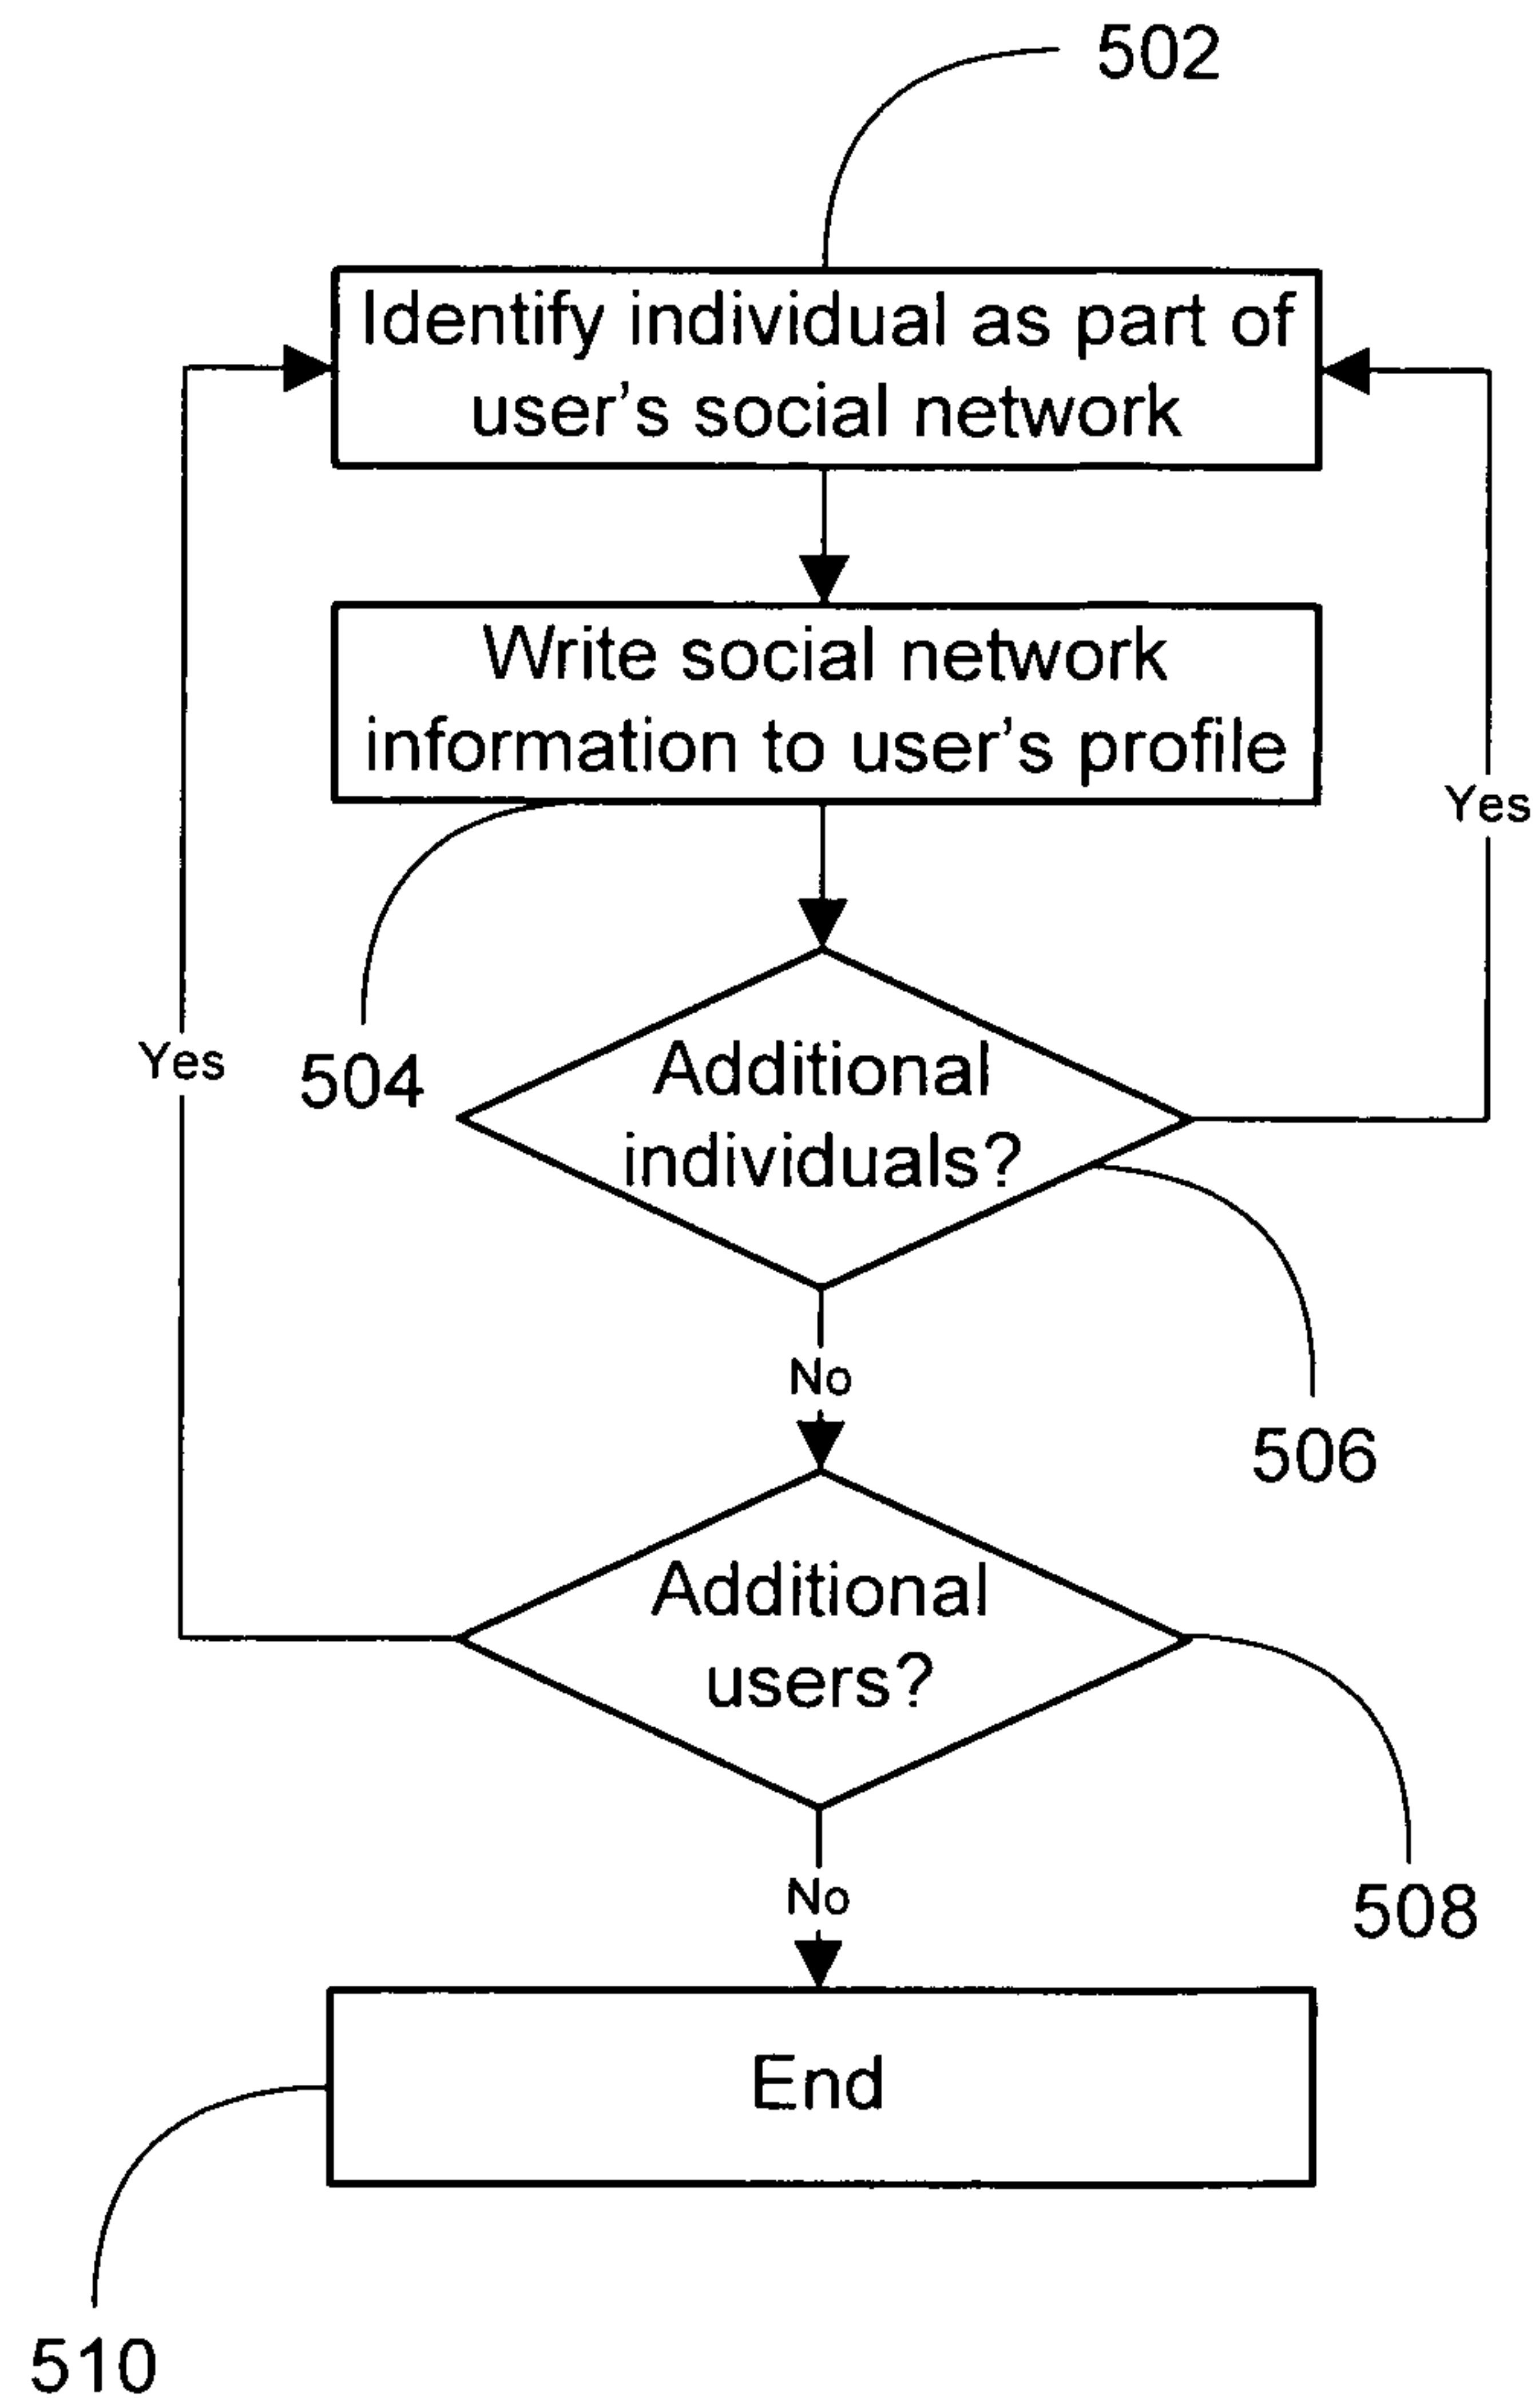 502
Identify individual as part of
user's social network
Write social network
information to user's profile
Yes
Yes
504
Additional
individuals?
No
506
Additional
users?
No
508
End
510